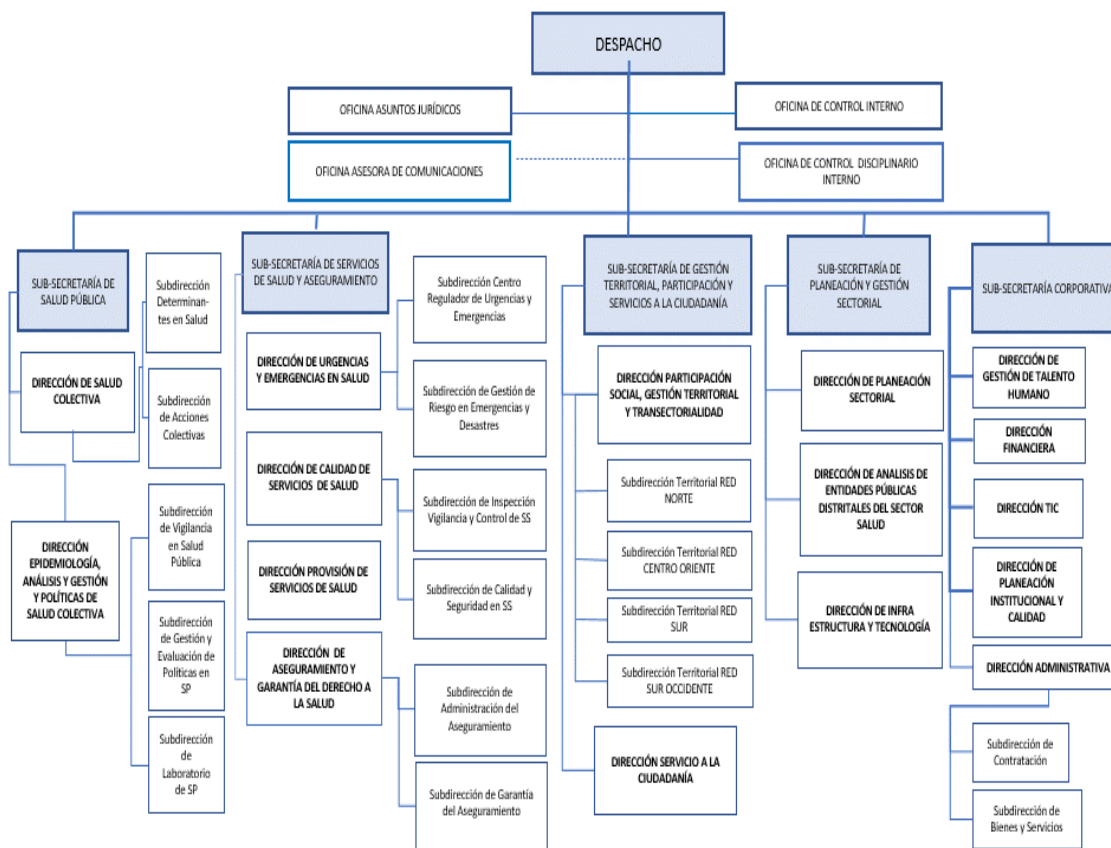 DESPACHO
OFICINA ASUNTOS JURÍDICOS
OFICINA DE CONTROL INTERNO
OFICINA ASESORA DE COMUNICACIONES
OFICINA DE CONTROL DISCIPLINARIO
INTERNO
SUB-SECRETARÍA DE
SALUD PÚBLICA
Subdirección
Determinan-
tes en Salud
DIRECCIÓN DE SALUD
COLECTIVA
Subdirección
de Acciones
Colectivas
DIRECCIÓN
EPIDEMIOLOGÍA,
ANÁLISIS Y GESTIÓN
Y POLÍTICAS DE
SALUD COLECTIVA
Subdirección
de Vigilancia
en Salud
Pública
Subdirección
de Gestión y
Evaluación de
Políticas en
SP
Subdirección
de
Laboratorio
de SP
SUB-SECRETARÍA DE SERVICIOS
DE SALUD Y ASEGURAMIENTO
DIRECCIÓN DE URGENCIAS
Y EMERGENCIAS EN SALUD
Subdirección Centro
Regulador de Urgencias y
Emergencias
Subdirección de Gestión de
Riesgo en Emergencias y
Desastres
DIRECCIÓN DE CALIDAD DE
SERVICIOS DE SALUD
Subdirección de Inspección
Vigilancia y Control de SS
Subdirección de Calidad y
Seguridad en SS
DIRECCIÓN PROVISIÓN DE
SERVICIOS DE SALUD
DIRECCIÓN DE
ASEGURAMIENTO Y
GARANTÍA DEL DERECHO A
LA SALUD
Subdirección de
Administración del
Aseguramiento
Subdirección de Garantía
del Aseguramiento
SUB-SECRETARÍA DE GESTIÓN
TERRITORIAL, PARTICIPACIÓN Y
SERVICIOS A LA CIUDADANÍA
DIRECCIÓN PARTICIPACIÓN
SOCIAL, GESTIÓN TERRITORIAL
Y TRANSECTORIALIDAD
Subdirección Territorial RED
NORTE
Subdirección Territorial RED
CENTRO ORIENTE
Subdirección Territorial RED
SUR
Subdirección Territorial RED
SUR OCCIDENTE
DIRECCIÓN SERVICIO A LA
CIUDADANÍA
SUB-SECRETARÍA DE
PLANEACIÓN Y GESTIÓN
SECTORIAL
DIRECCIÓN DE PLANEACIÓN
SECTORIAL
DIRECCIÓN DE ANALISIS DE
ENTIDADES PÚBLICAS
DISTRITALES DEL SECTOR
SALUD
DIRECCIÓN DE INFRA
ESTRUCTURA Y TECNOLOGÍA
SUB-SECRETARÍA CORPORATIVA
DIRECCIÓN DE
GESTIÓN DE TALENTO
HUMANO
DIRECCIÓN
FINANCIERA
DIRECCIÓN TIC
DIRECCIÓN DE
PLANEACIÓN
INSTITUCIONAL Y
CALIDAD
DIRECCIÓN ADMINISTRATIVA
Subdirección de
Contratación
Subdirección de
Bienes y Servicios